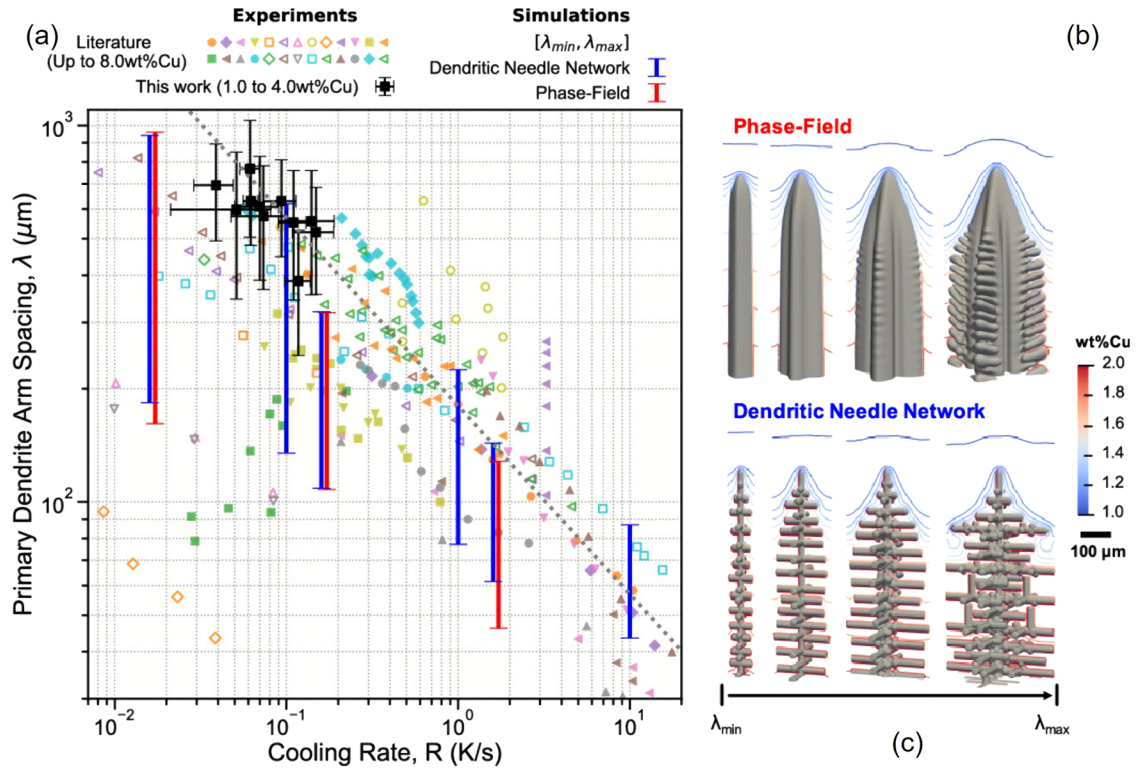 Experiments
Simulations
(a)
(b)
Literature
(Up to 8.0wt%Cu)
[λmin, λmax]
Dendritic Needle Network
This work (1.0 to 4.0wt%Cu)
Phase-Field
10³
10²
Primary Dendrite Arm Spacing, λ (μm)
10⁻²
10⁻¹
10⁰
10¹
Cooling Rate, R (K/s)
Phase-Field
Dendritic Needle Network
wt%Cu
2.0
1.8
1.6
1.4
1.2
1.0
100 μm
λmin
λmax
(c)